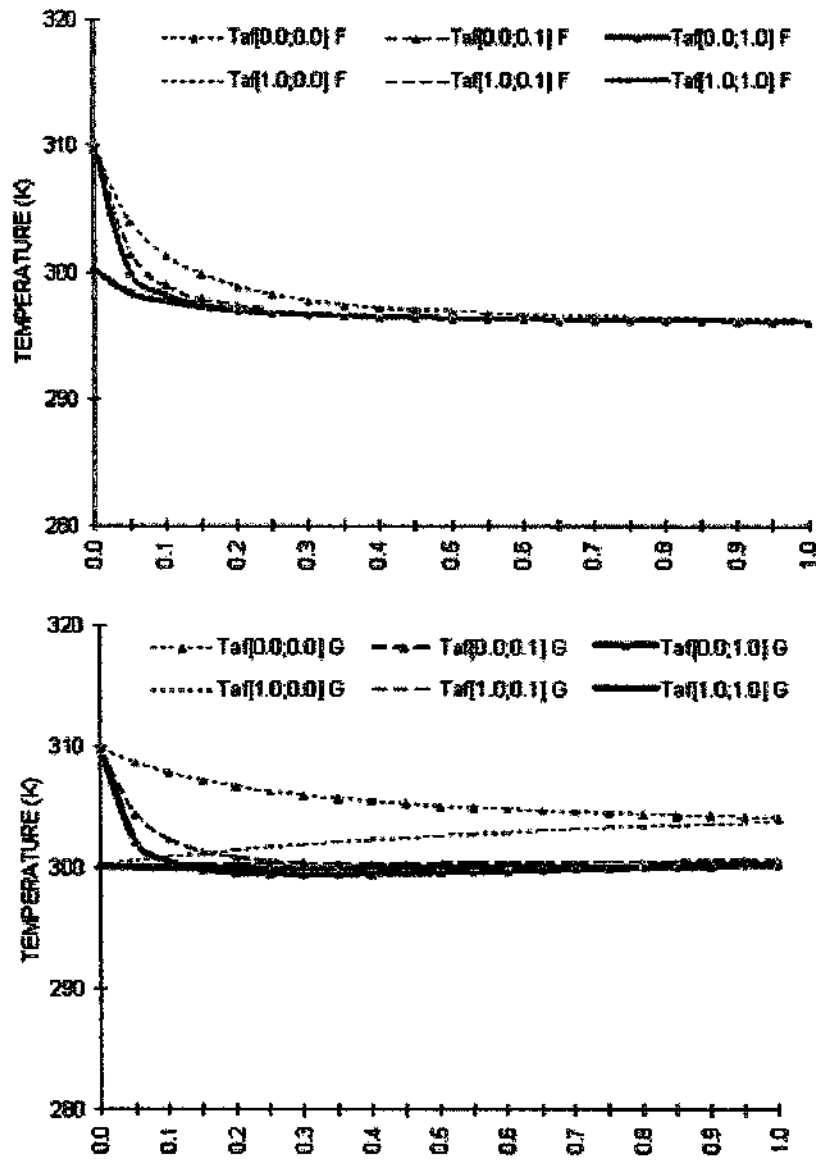 320
Taf[0.0;0.0] F Taf[0.0;0.1] F Taf[0.0;1.0] F
Taf[1.0;0.0] F Taf[1.0;0.1] F Taf[1.0;1.0] F
310
300
290
280
TEMPERATURE (K)
0.0 0.1 0.2 0.3 0.4 0.5 0.6 0.7 0.8 0.9 1.0
320
Taf[0.0;0.0] G Taf[0.0;0.1] G Taf[0.0;1.0] G
Taf[1.0;0.0] G Taf[1.0;0.1] G Taf[1.0;1.0] G
310
300
290
280
TEMPERATURE (K)
0.0 0.1 0.2 0.3 0.4 0.5 0.6 0.7 0.8 0.9 1.0